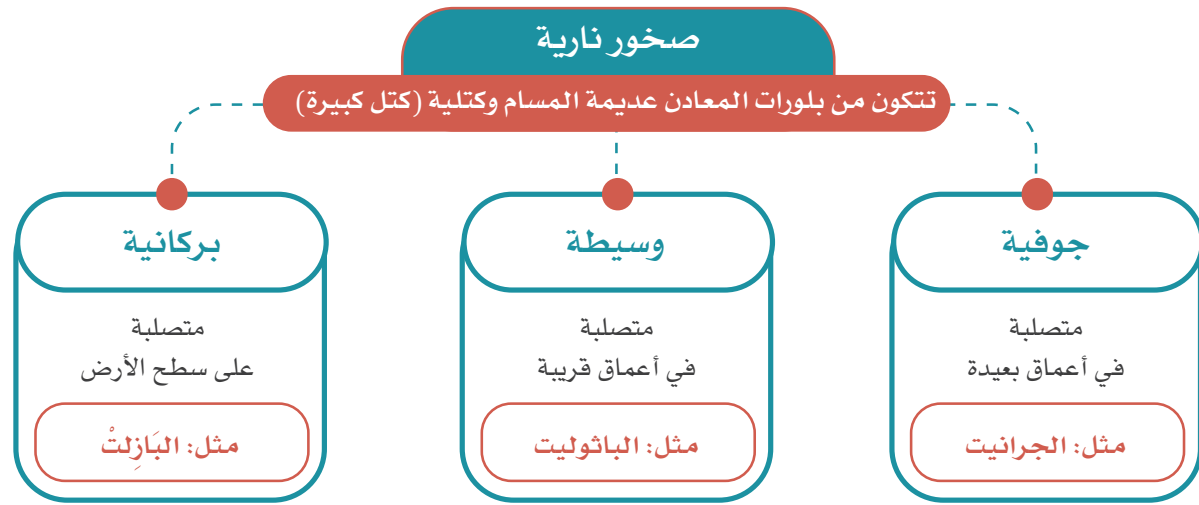 صخور نارية
تتكون من بلورات المعادن عديمة المسام وكتلية (كتل كبيرة)
جوفية
متصلبة
في أعماق بعيدة
مثل: الجرانيت
وسيطة
متصلبة
في أعماق قريبة
مثل: الباثوليت
بركانية
متصلبة
على سطح الأرض
مثل: البَازِلتْ